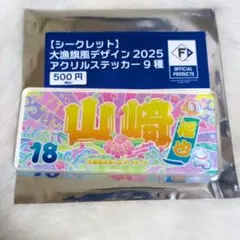 【シークレット】
大漁旗風デザイン 2025
アクリルステッカー9種
500円
OFFICIAL
PRODUCTS
山﨑
18